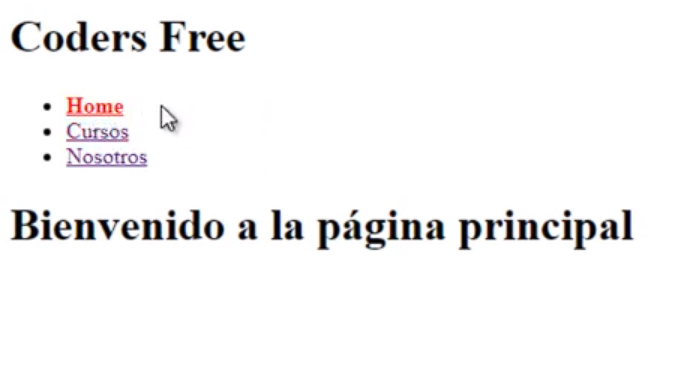 Coders Free
Home
Cursos
Nosotros
Bienvenido a la página principal